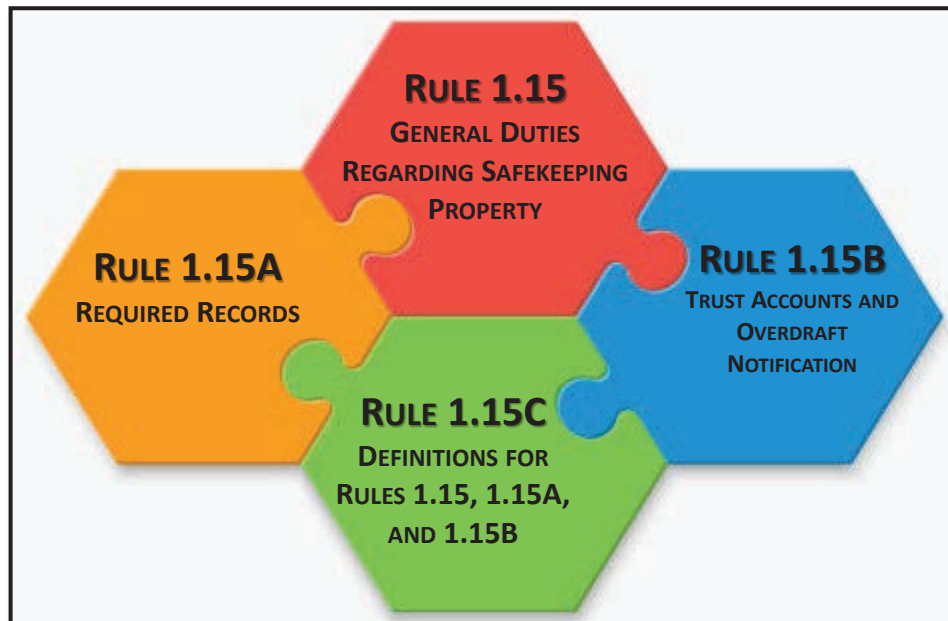 RULE 1.15
GENERAL DUTIES
REGARDING SAFEKEEPING
PROPERTY
RULE 1.15A
REQUIRED RECORDS
RULE 1.15B
TRUST ACCOUNTS AND
OVERDRAFT
NOTIFICATION
RULE 1.15C
DEFINITIONS FOR
RULES 1.15, 1.15A,
AND 1.15B